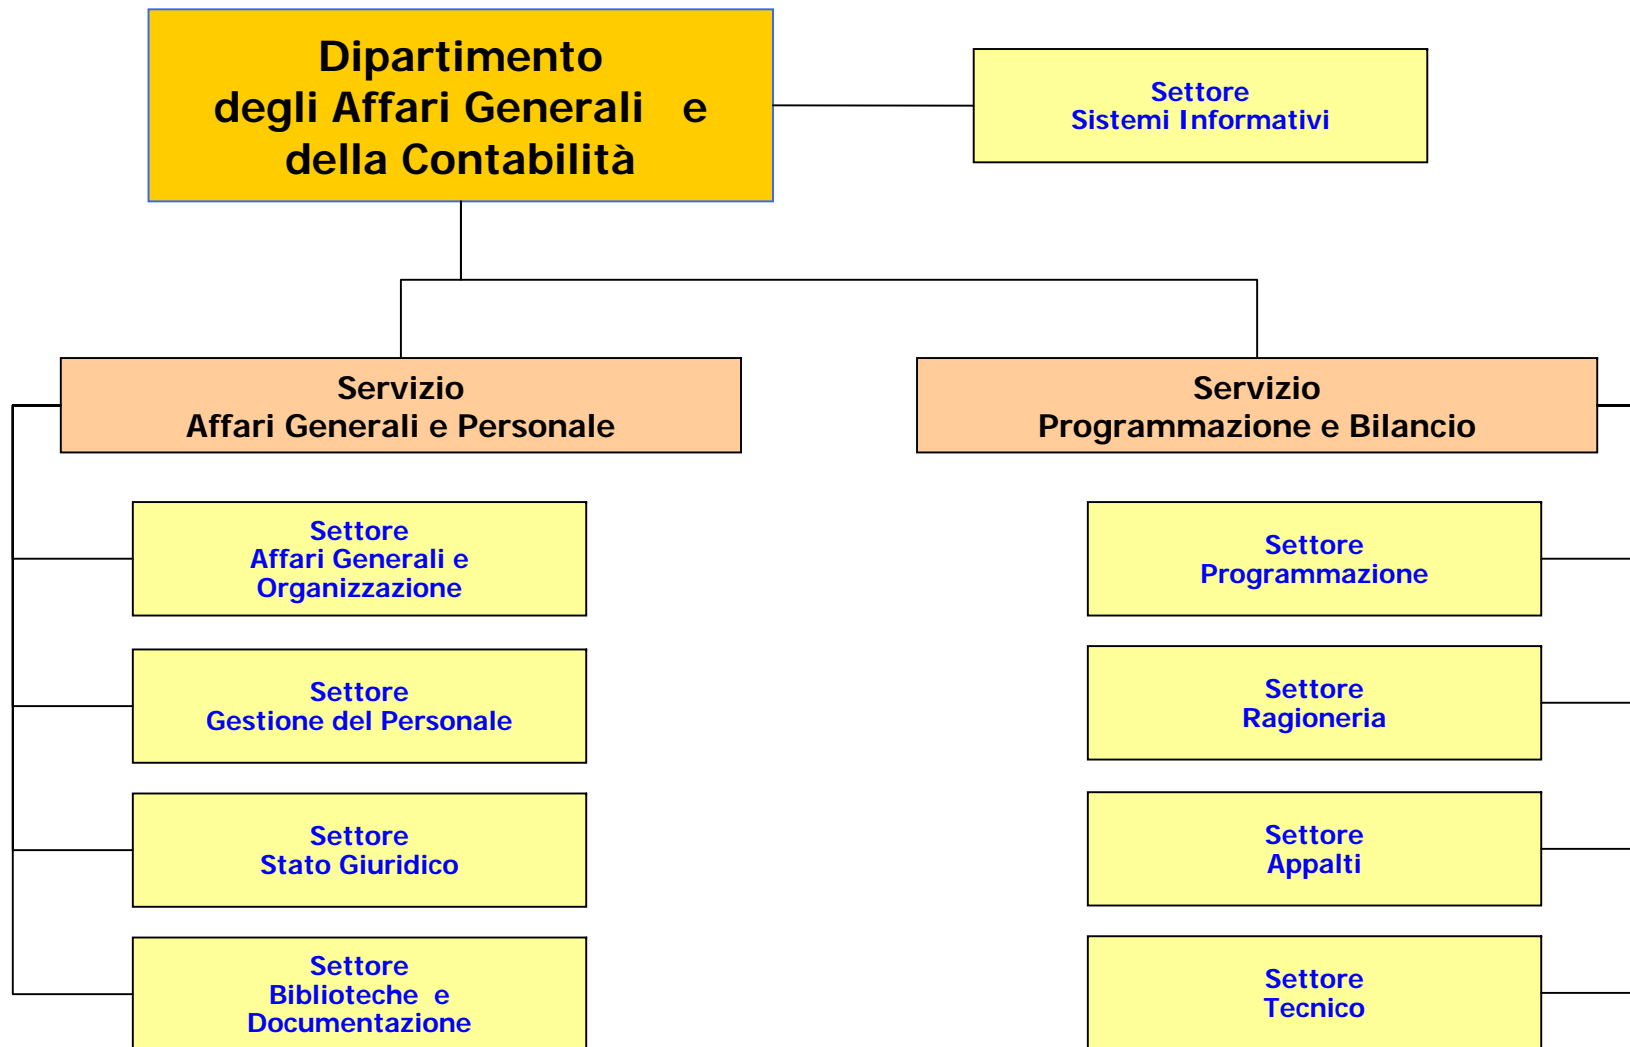 Dipartimento
degli Affari Generali e
della Contabilità
Settore
Sistemi Informativi
Servizio
Affari Generali e Personale
Servizio
Programmazione e Bilancio
Settore
Affari Generali e
Organizzazione
Settore
Programmazione
Settore
Gestione del Personale
Settore
Ragioneria
Settore
Stato Giuridico
Settore
Appalti
Settore
Biblioteche e
Documentazione
Settore
Tecnico